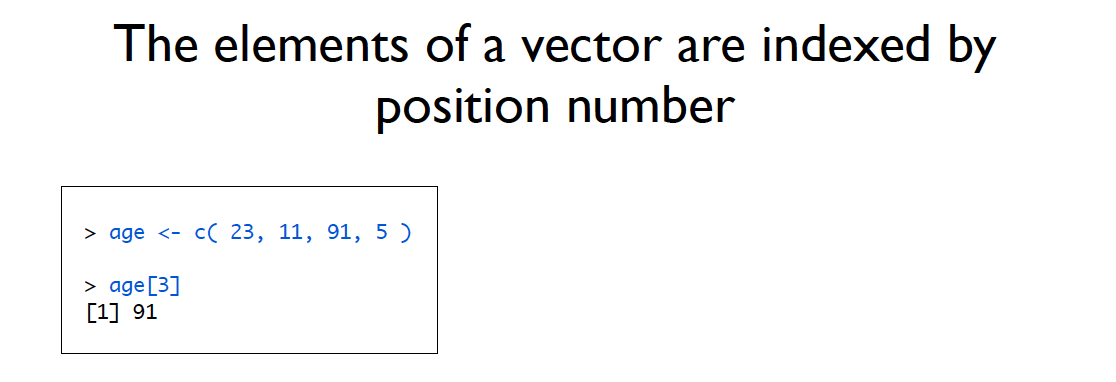 The elements of a vector are indexed by
position number
> age <- c( 23, 11, 91, 5 )
> age[3]
[1] 91